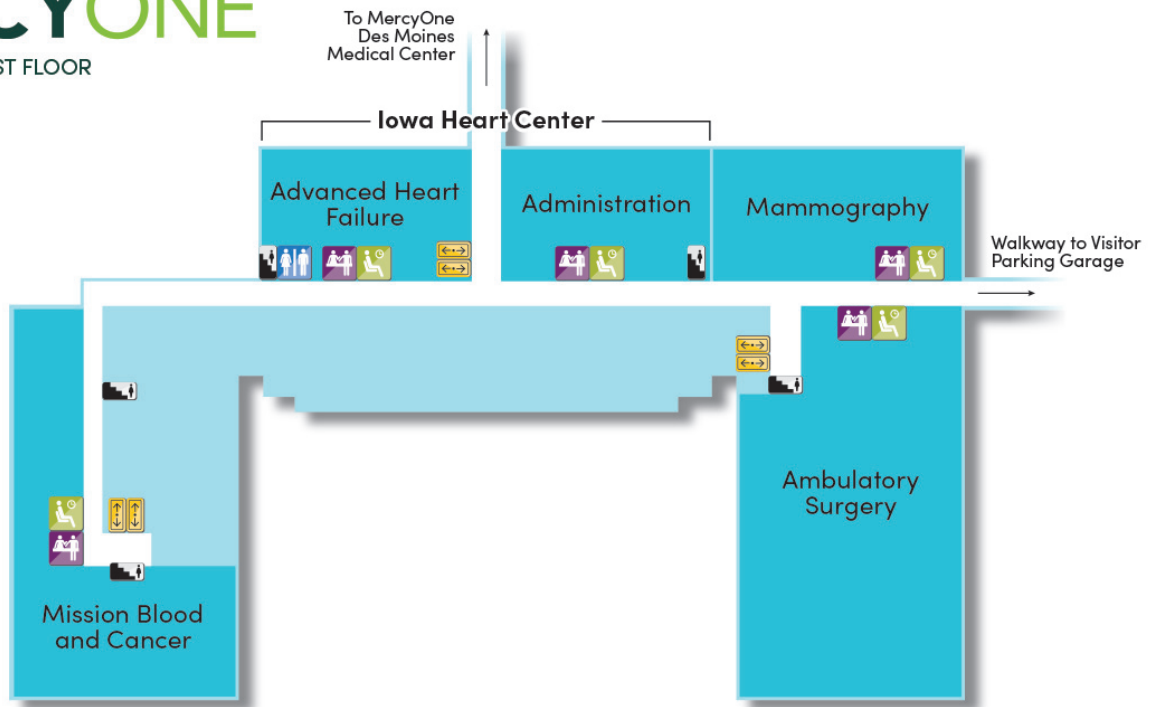 CYONE
ST FLOOR
To MercyOne
Des Moines
Medical Center
Iowa Heart Center
Advanced Heart
Failure
Administration
Mammography
Walkway to Visitor
Parking Garage
Ambulatory
Surgery
Mission Blood
and Cancer